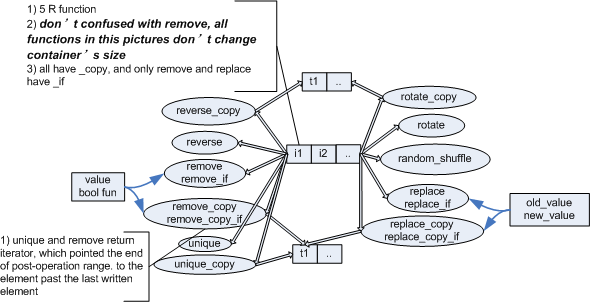 1) 5 R function
2) don't confused with remove, all
functions in this pictures don't change
container's size
3) all have _copy, and only remove and replace
have _if
t1 ..
reverse_copy
rotate_copy
reverse
rotate
i1 i2 ..
random_shuffle
remove
remove_if
value
bool fun
replace
replace_if
old_value
new_value
remove_copy
remove_copy_if
replace_copy
replace_copy_if
unique
unique_copy
t1 ..
1) unique and remove return
iterator, which pointed the end
of post-operation range. to the
element past the last written
element